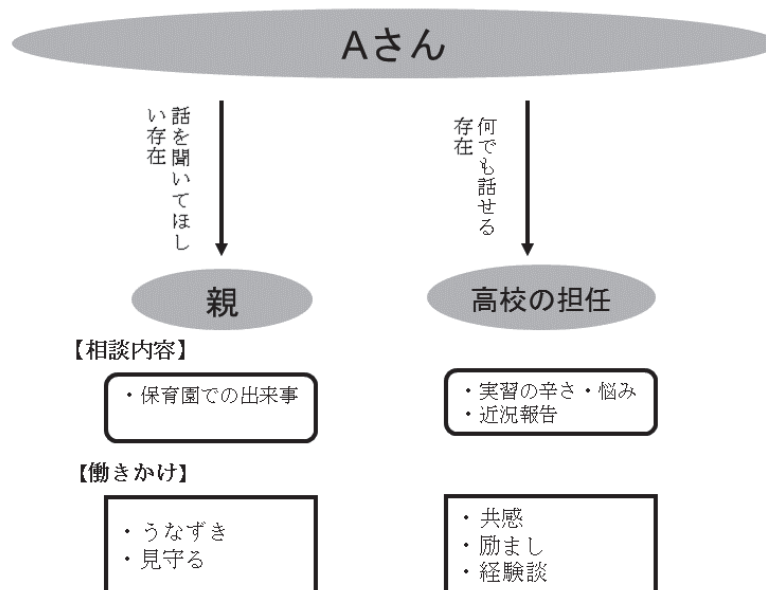 Aさん
話を聞いてほし
い存在
何でも話せる
存在
親
高校の担任
【相談内容】
・保育園での出来事
・実習の辛さ・悩み
・近況報告
【働きかけ】
・うなずき
・見守る
・共感
・励まし
・経験談